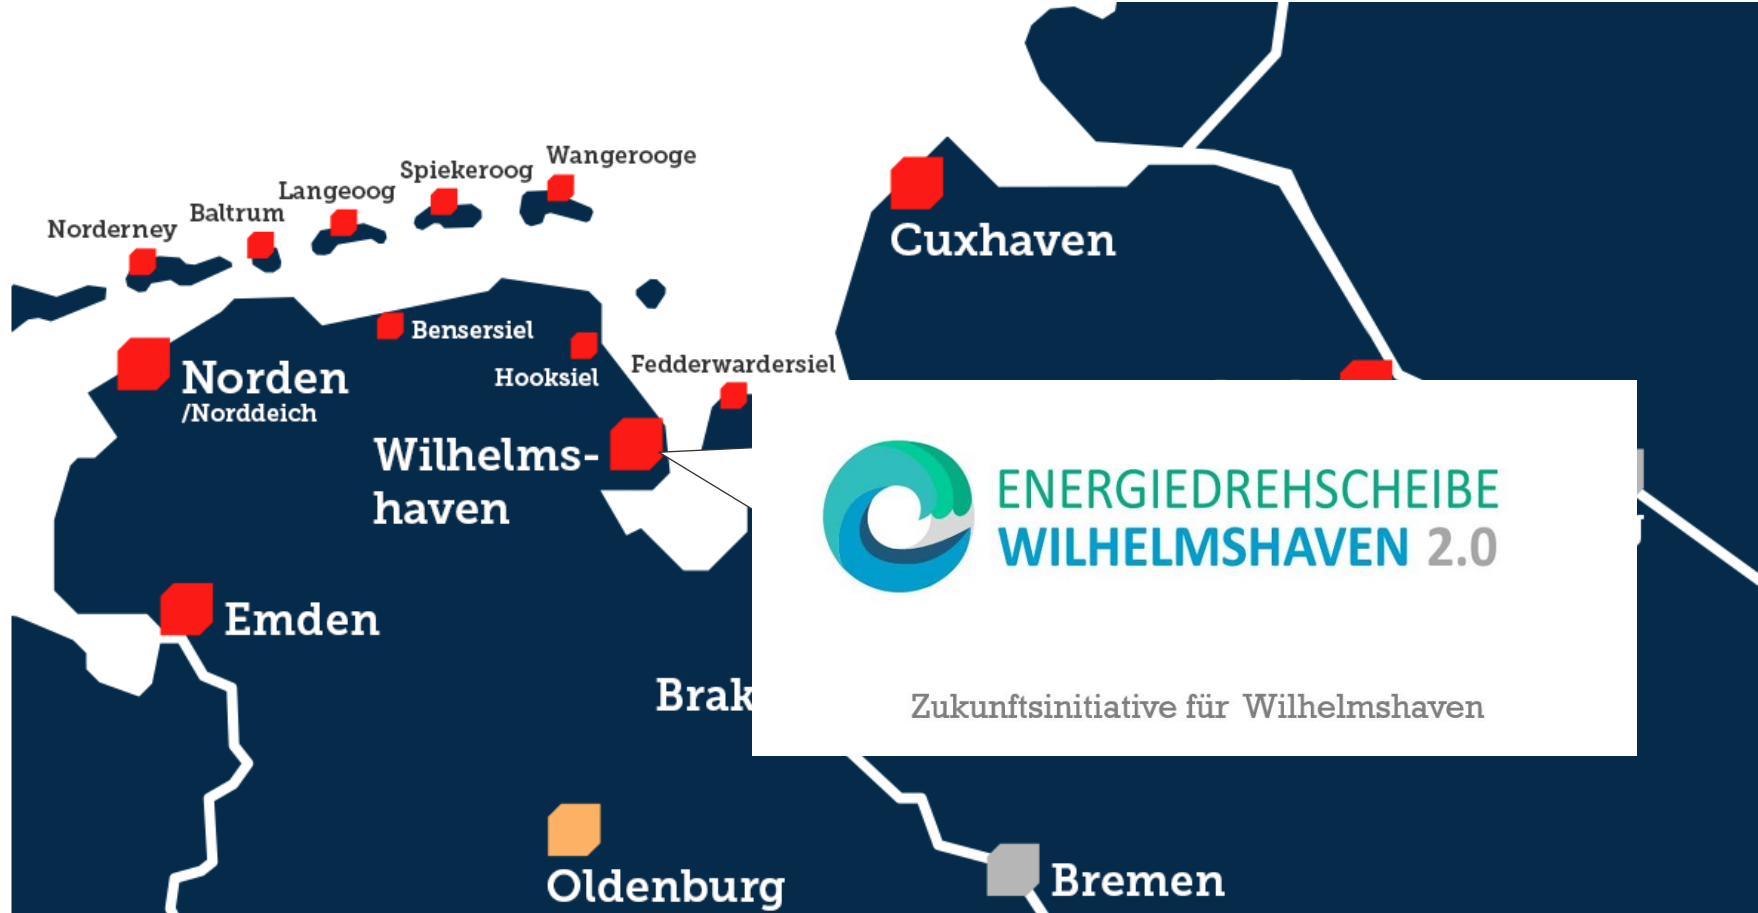 Wangerooge
Spiekeroog
Langeoog
Baltrum
Norderney
Cuxhaven
Bensersiel
Hooksiel
Fedderwardersiel
Norden
/Norddeich
Wilhelms-
haven
ENERGIEDREHSCHEIBE
WILHELMSHAVEN 2.0
Emden
Brak
Zukunftsinitiative für Wilhelmshaven
Oldenburg
Bremen